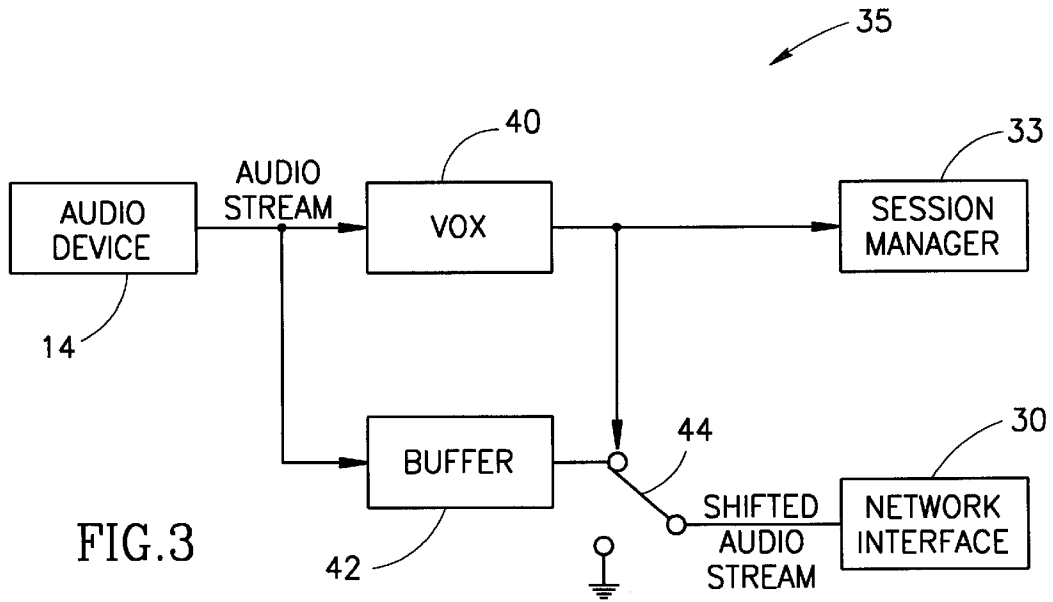 35
40
33
AUDIO
DEVICE
AUDIO
STREAM
VOX
SESSION
MANAGER
14
BUFFER
44
30
SHIFTED
AUDIO
STREAM
NETWORK
INTERFACE
42
FIG.3